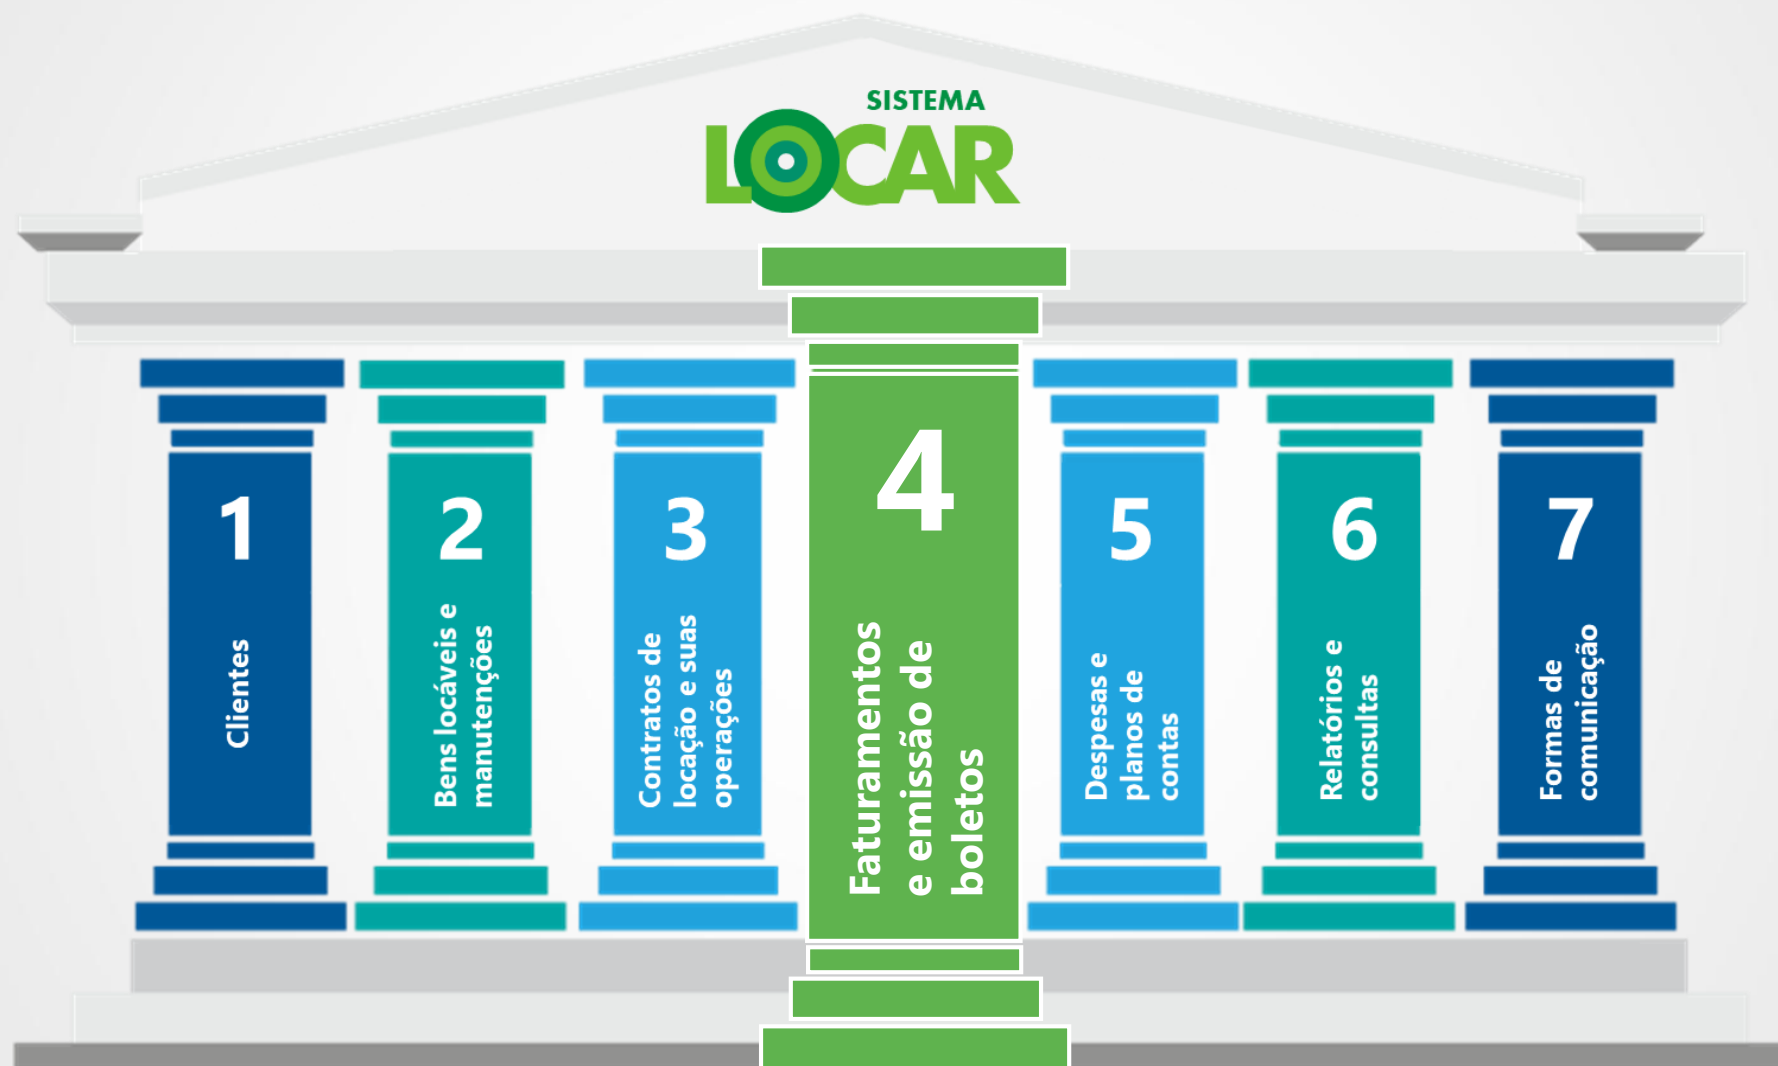 SISTEMA
LOCAR
1
Clientes
2
Bens locáveis e
manutenções
3
Contratos de
locação e suas
operações
4
Faturamentos
e emissão de
boletos
5
Despesas e
planos de
contas
6
Relatórios e
consultas
7
Formas de
comunicação